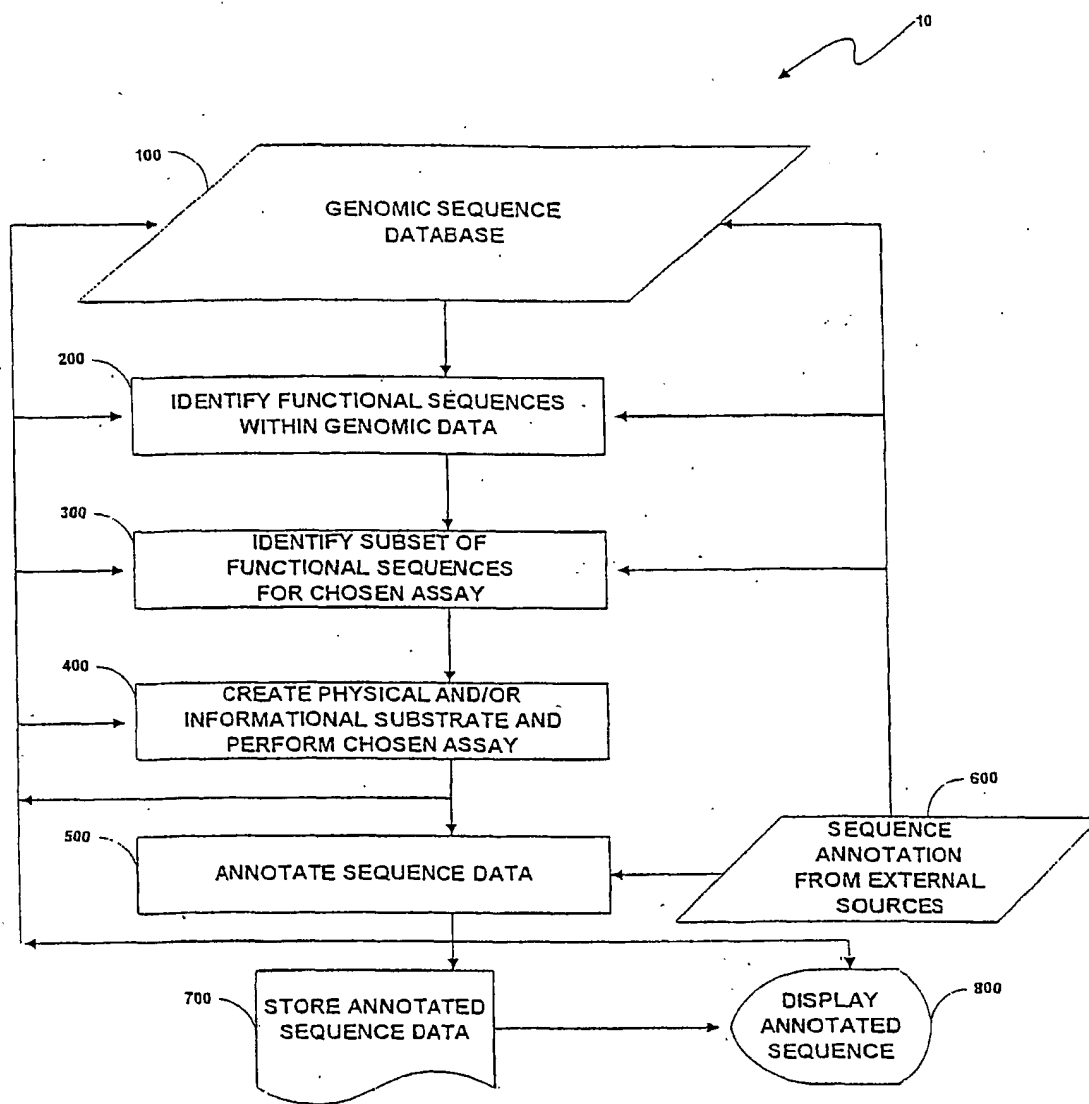 10
100
GENOMIC SEQUENCE
DATABASE
200
IDENTIFY FUNCTIONAL SEQUENCES
WITHIN GENOMIC DATA
300
IDENTIFY SUBSET OF
FUNCTIONAL SEQUENCES
FOR CHOSEN ASSAY
400
CREATE PHYSICAL AND/OR
INFORMATIONAL SUBSTRATE AND
PERFORM CHOSEN ASSAY
500
ANNOTATE SEQUENCE DATA
600
SEQUENCE
ANNOTATION
FROM EXTERNAL
SOURCES
700
STORE ANNOTATED
SEQUENCE DATA
800
DISPLAY
ANNOTATED
SEQUENCE